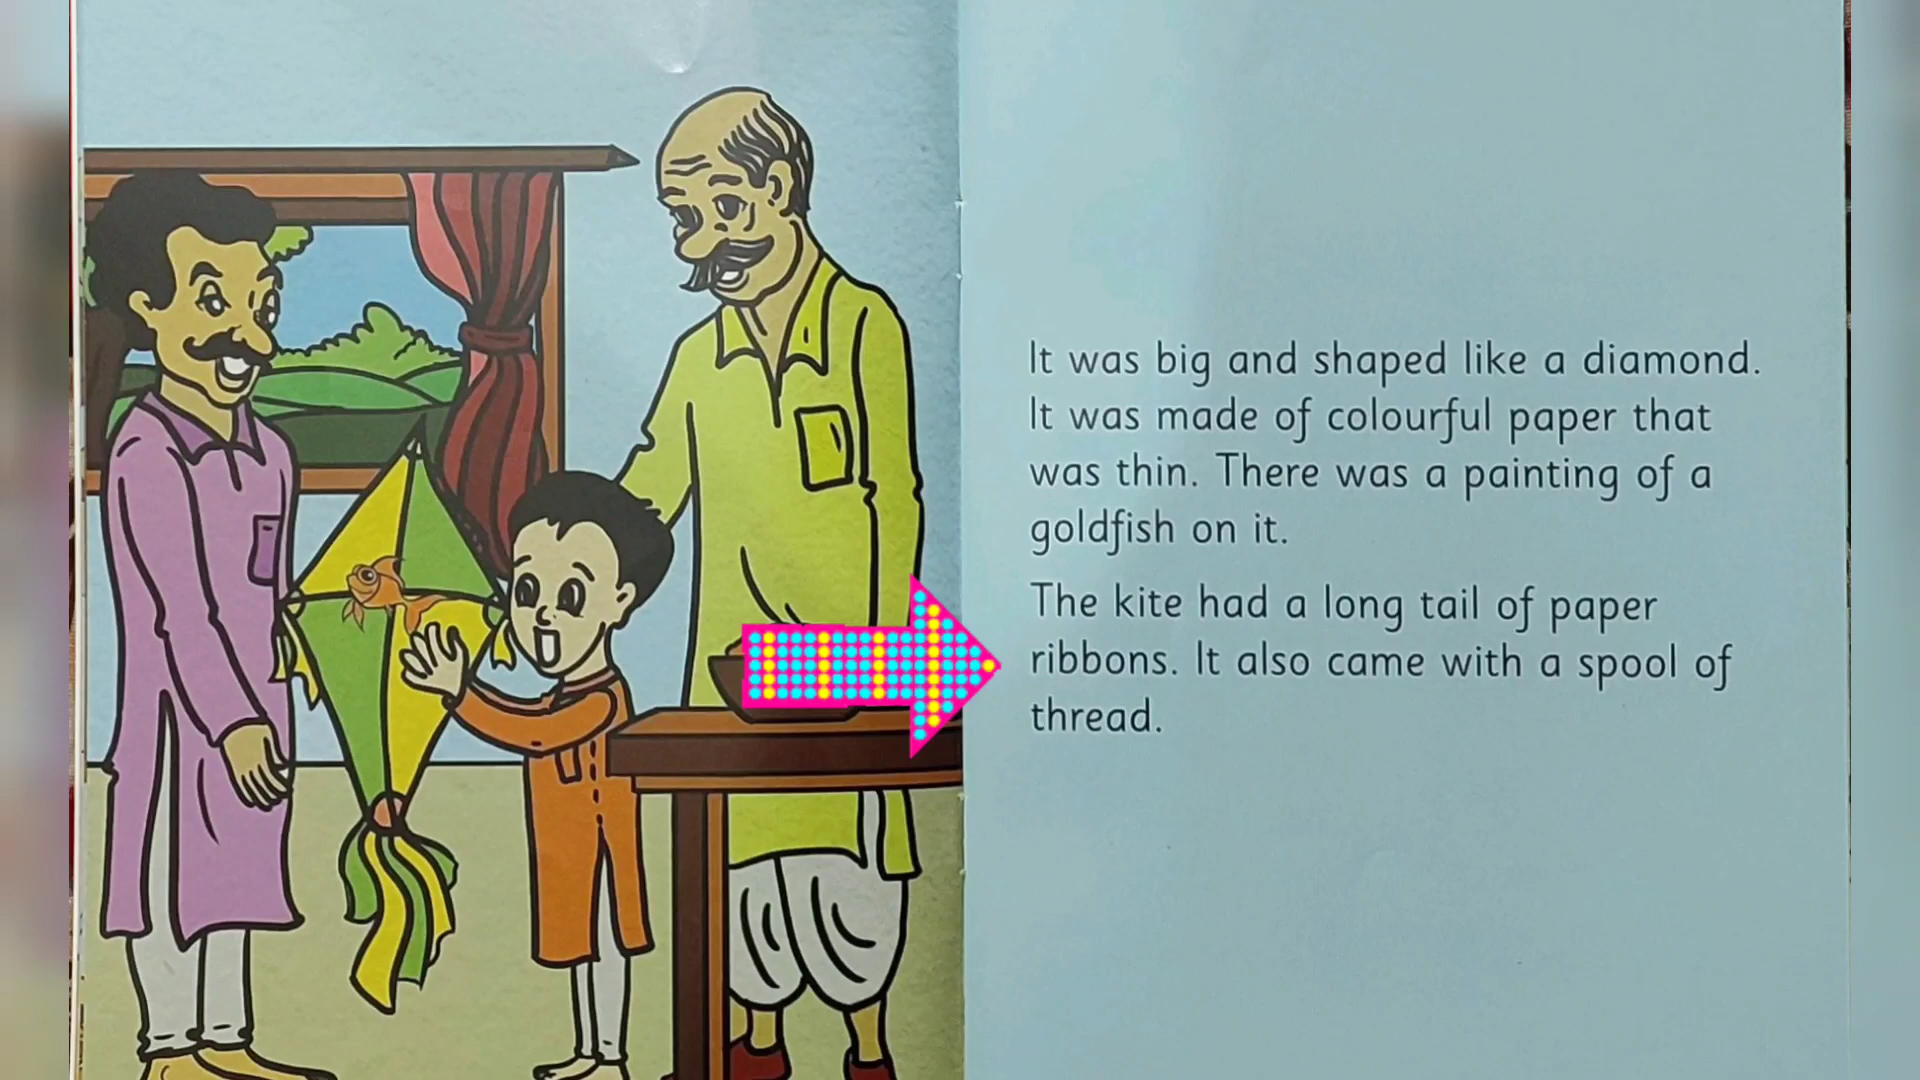 It was big and shaped like a diamond.
It was made of colourful paper that
was thin. There was a painting of a
goldfish on it.
The kite had a long tail of paper
ribbons. It also came with a spool of
thread.